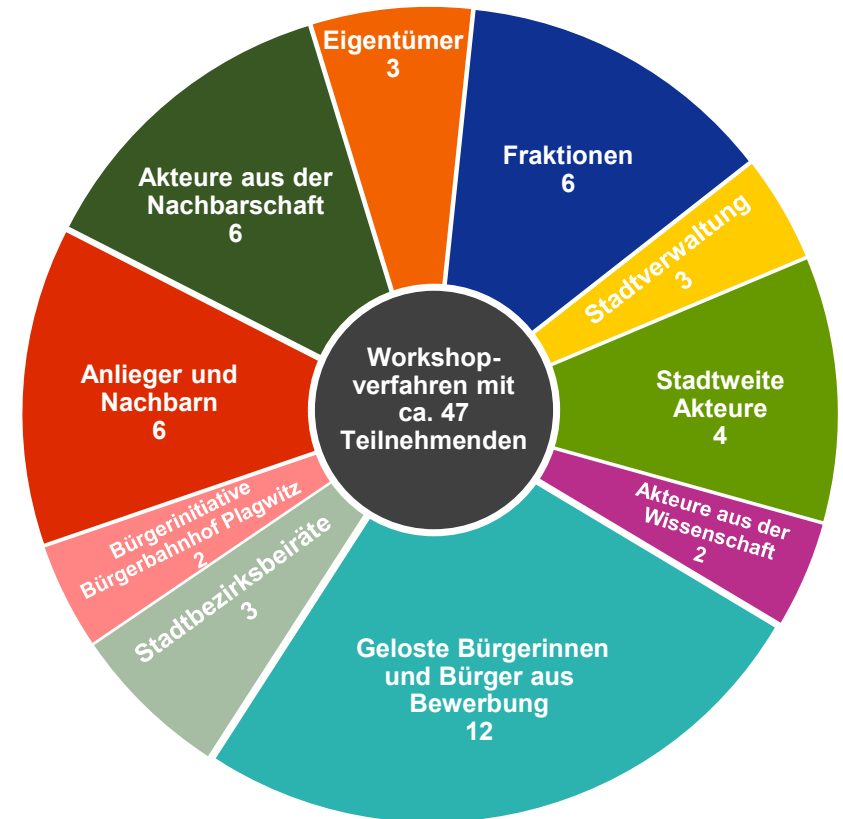 Eigentümer
3
Fraktionen
6
Stadtverwaltung
3
Stadtweite
Akteure
4
Akteure aus der
Wissenschaft
2
Geloste Bürgerinnen
und Bürger aus
Bewerbung
12
Stadtbezirksbeiräte
3
Bürgerinitiative
Bürgerbahnhof Plagwitz
2
Anlieger und
Nachbarn
6
Akteure aus der
Nachbarschaft
6
Workshop-
verfahren mit
ca. 47
Teilnehmenden